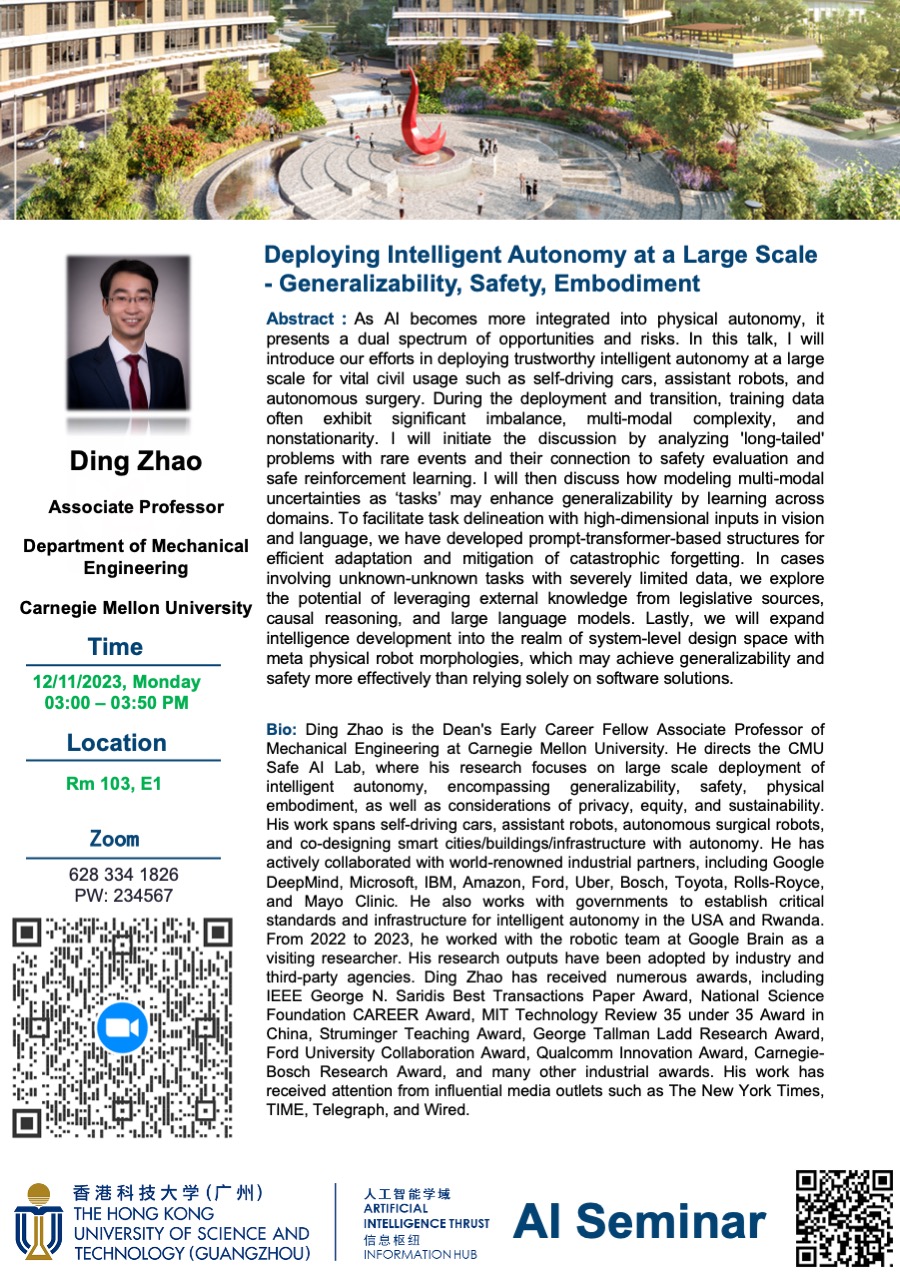 Deploying Intelligent Autonomy at a Large Scale
- Generalizability, Safety, Embodiment
Abstract : As AI becomes more integrated into physical autonomy, it
presents a dual spectrum of opportunities and risks. In this talk, I will
introduce our efforts in deploying trustworthy intelligent autonomy at a large
scale for vital civil usage such as self-driving cars, assistant robots, and
autonomous surgery. During the deployment and transition, training data
often exhibit significant imbalance, multi-modal complexity, and
nonstationarity. I will initiate the discussion by analyzing 'long-tailed'
problems with rare events and their connection to safety evaluation and
safe reinforcement learning. I will then discuss how modeling multi-modal
uncertainties as ‘tasks’ may enhance generalizability by learning across
domains. To facilitate task delineation with high-dimensional inputs in vision
and language, we have developed prompt-transformer-based structures for
efficient adaptation and mitigation of catastrophic forgetting. In cases
involving unknown-unknown tasks with severely limited data, we explore
the potential of leveraging external knowledge from legislative sources,
causal reasoning, and large language models. Lastly, we will expand
intelligence development into the realm of system-level design space with
meta physical robot morphologies, which may achieve generalizability and
safety more effectively than relying solely on software solutions.
Bio: Ding Zhao is the Dean's Early Career Fellow Associate Professor of
Mechanical Engineering at Carnegie Mellon University. He directs the CMU
Safe AI Lab, where his research focuses on large scale deployment of
intelligent autonomy, encompassing generalizability, safety, physical
embodiment, as well as considerations of privacy, equity, and sustainability.
His work spans self-driving cars, assistant robots, autonomous surgical robots,
and co-designing smart cities/buildings/infrastructure with autonomy. He has
actively collaborated with world-renowned industrial partners, including Google
DeepMind, Microsoft, IBM, Amazon, Ford, Uber, Bosch, Toyota, Rolls-Royce,
and Mayo Clinic. He also works with governments to establish critical
standards and infrastructure for intelligent autonomy in the USA and Rwanda.
From 2022 to 2023, he worked with the robotic team at Google Brain as a
visiting researcher. His research outputs have been adopted by industry and
third-party agencies. Ding Zhao has received numerous awards, including
IEEE George N. Saridis Best Transactions Paper Award, National Science
Foundation CAREER Award, MIT Technology Review 35 under 35 Award in
China, Struminger Teaching Award, George Tallman Ladd Research Award,
Ford University Collaboration Award, Qualcomm Innovation Award, Carnegie-
Bosch Research Award, and many other industrial awards. His work has
received attention from influential media outlets such as The New York Times,
TIME, Telegraph, and Wired.
Ding Zhao
Associate Professor
Department of Mechanical
Engineering
Carnegie Mellon University
Time
12/11/2023, Monday
03:00 – 03:50 PM
Location
Rm 103, E1
Zoom
628 334 1826
PW: 234567
香港科技大学(广州)
THE HONG KONG
UNIVERSITY OF SCIENCE AND
TECHNOLOGY (GUANGZHOU)
人工智能学域
ARTIFICIAL
INTELLIGENCE THRUST
信息枢纽
INFORMATION HUB
AI Seminar